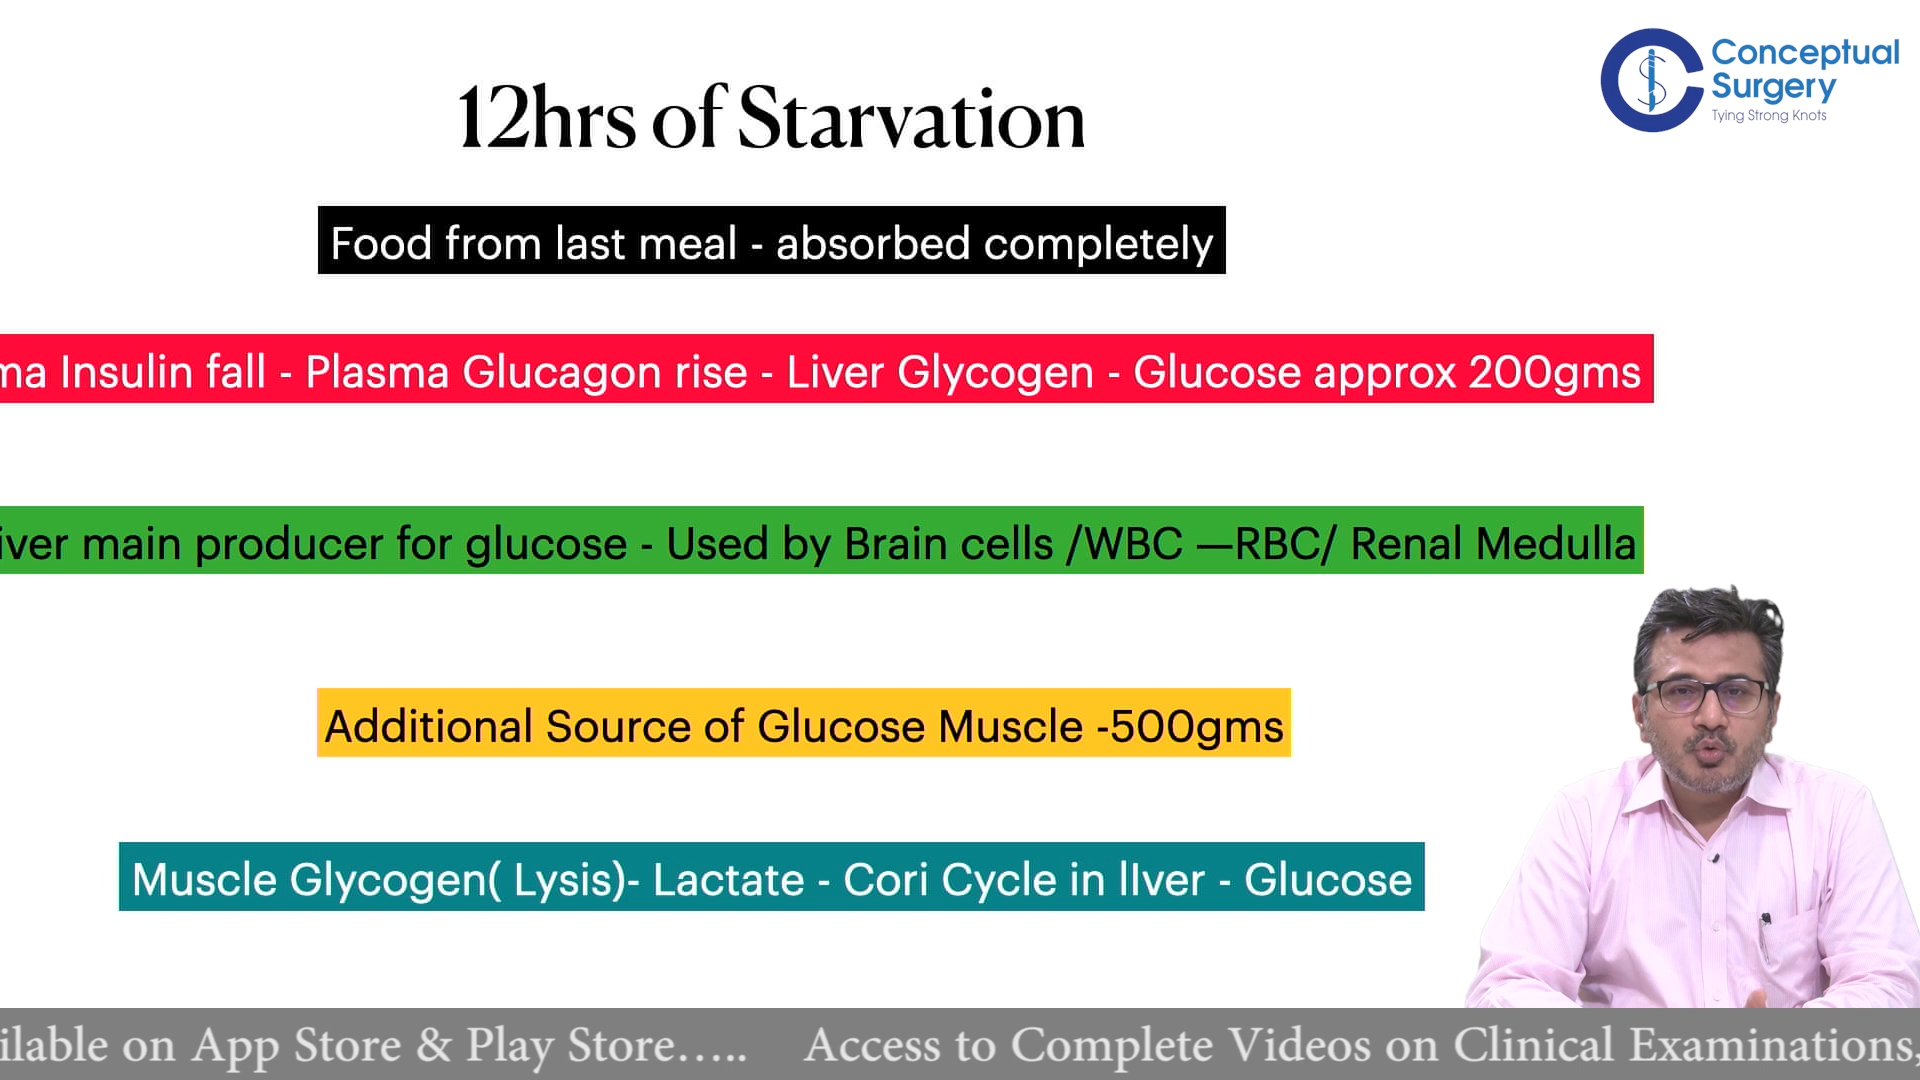 Conceptual
Surgery
Tying Strong Knots
12hrs of Starvation
Food from last meal - absorbed completely
Insulin fall - Plasma Glucagon rise - Liver Glycogen - Glucose approx 200gms
main producer for glucose - Used by Brain cells /WBC —RBC/ Renal Medulla
Additional Source of Glucose Muscle -500gms
Muscle Glycogen( Lysis)- Lactate - Cori Cycle in lIver - Glucose
on App Store & Play Store..... Access to Complete Videos on Clinical Examinations,